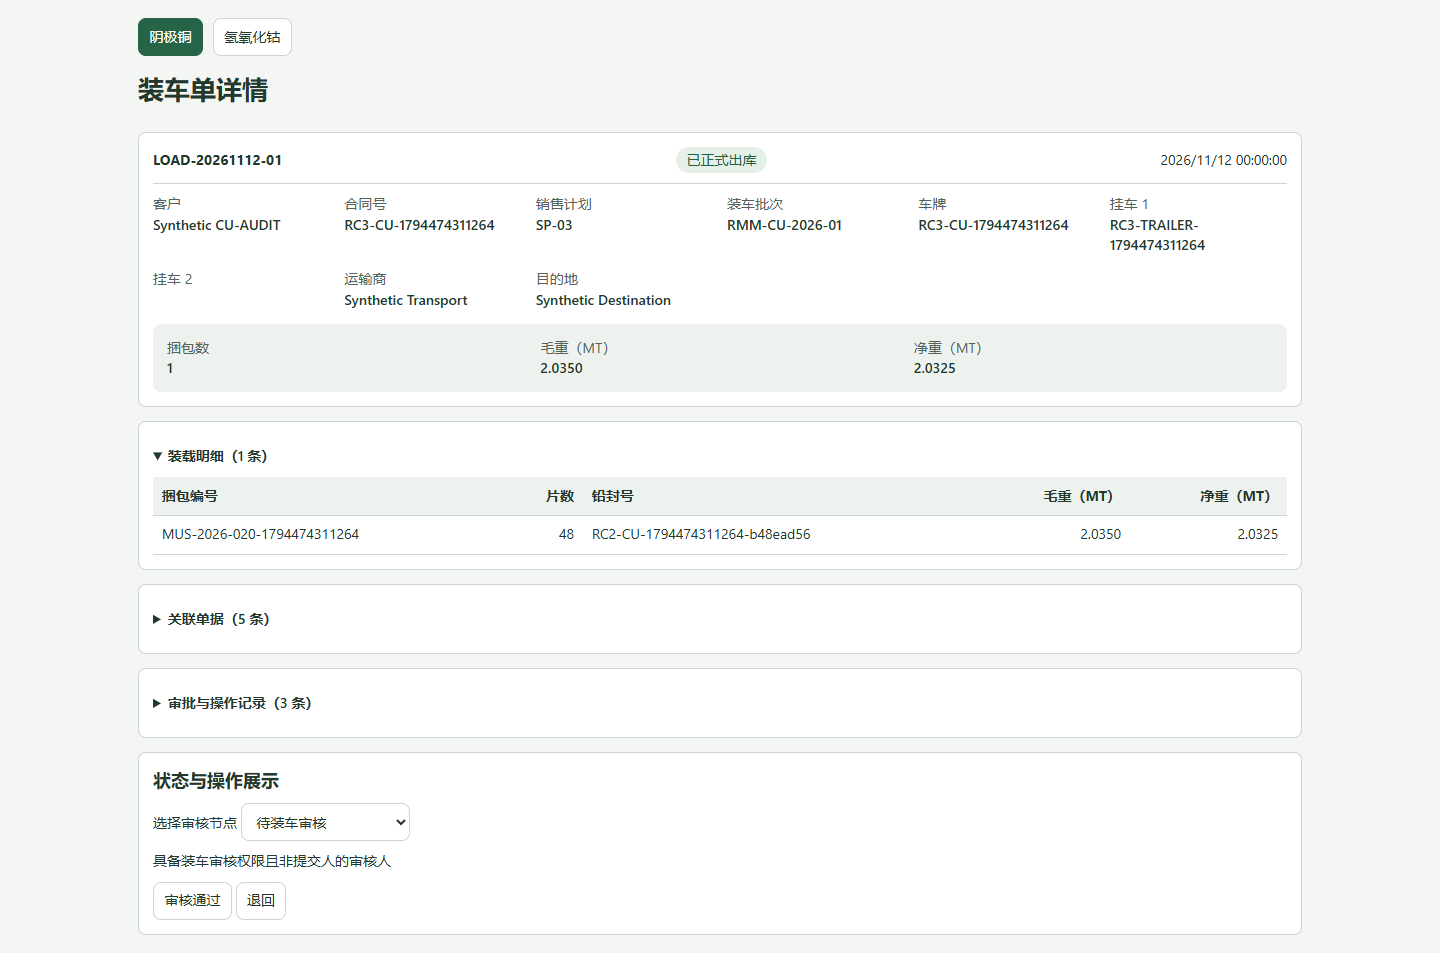 阴极铜 氢氧化钴
装车单详情
LOAD-20261112-01 已正式出库 2026/11/12 00:00:00
客户 合同号 销售计划 装车批次 车牌 挂车 1
Synthetic CU-AUDIT RC3-CU-1794474311264 SP-03 RMM-CU-2026-01 RC3-CU-1794474311264 RC3-TRAILER-
1794474311264
挂车 2 运输商 目的地
Synthetic Transport Synthetic Destination
捆包数 毛重（MT） 净重（MT）
1 2.0350 2.0325
▼ 装载明细（1 条）
捆包编号 片数 铅封号 毛重（MT） 净重（MT）
MUS-2026-020-1794474311264 48 RC2-CU-1794474311264-b48ead56 2.0350 2.0325
▶ 关联单据（5 条）
▶ 审批与操作记录（3 条）
状态与操作展示
选择审核节点 待装车审核
具备装车审核权限且非提交人的审核人
审核通过 退回